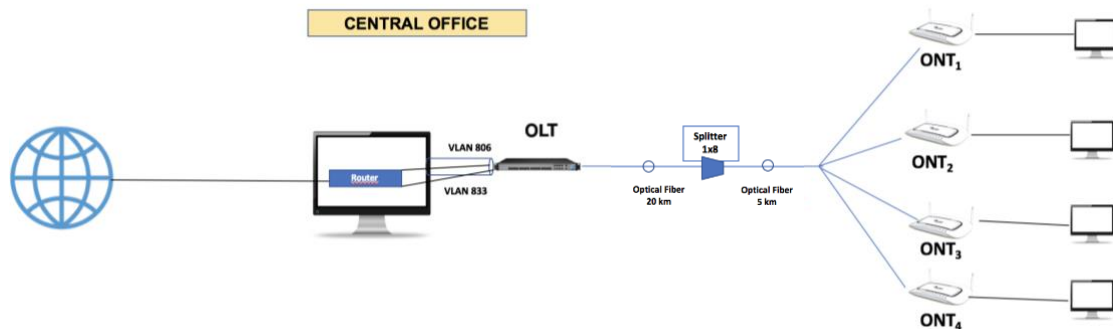 CENTRAL OFFICE
Router
VLAN 806
VLAN 833
OLT
Optical Fiber
20 km
Splitter
1x8
Optical Fiber
5 km
ONT1
ONT2
ONT3
ONT4